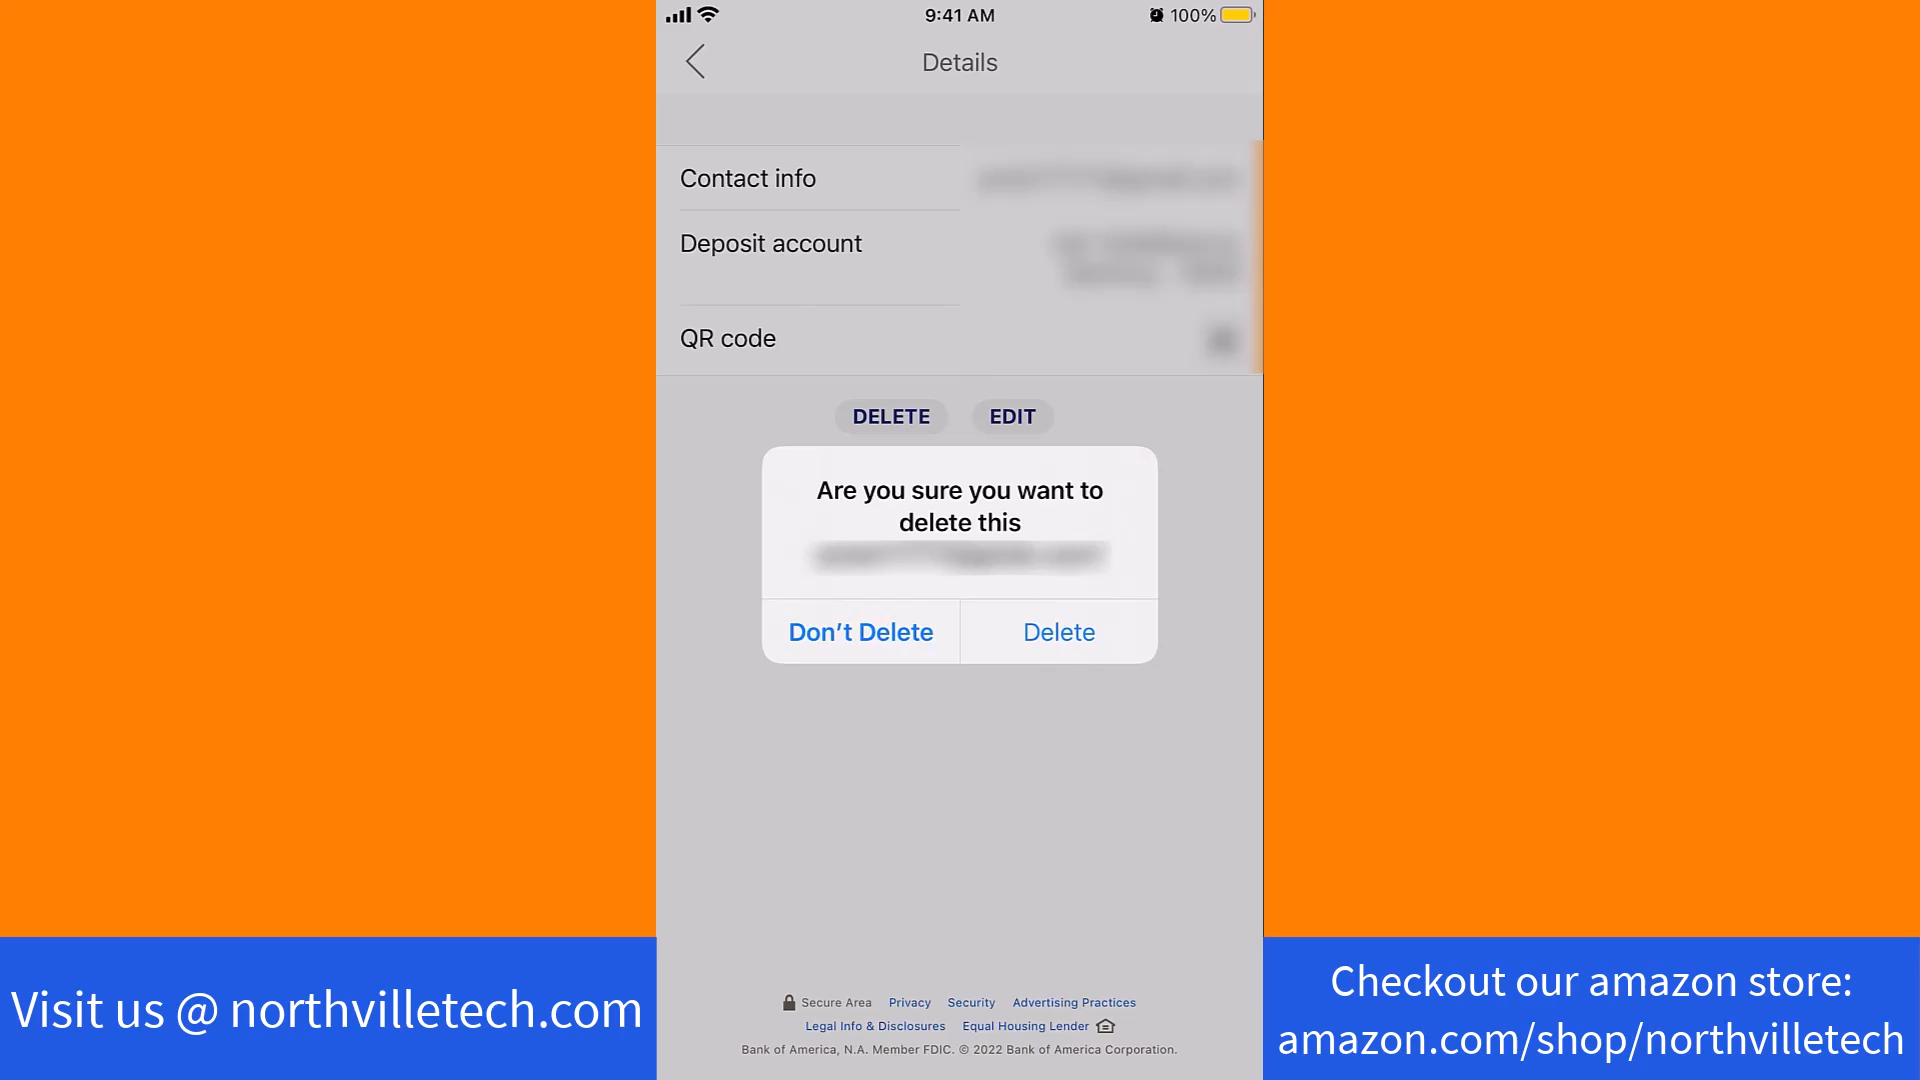 9:41 AM
100%
Details
Contact info
Deposit account
QR code
DELETE
EDIT
Are you sure you want to
delete this
Don’t Delete
Delete
Secure Area Privacy Security Advertising Practices
Legal Info & Disclosures Equal Housing Lender
Bank of America, N.A. Member FDIC. © 2022 Bank of America Corporation.
Visit us @ northvilletech.com
Checkout our amazon store:
amazon.com/shop/northvilletech